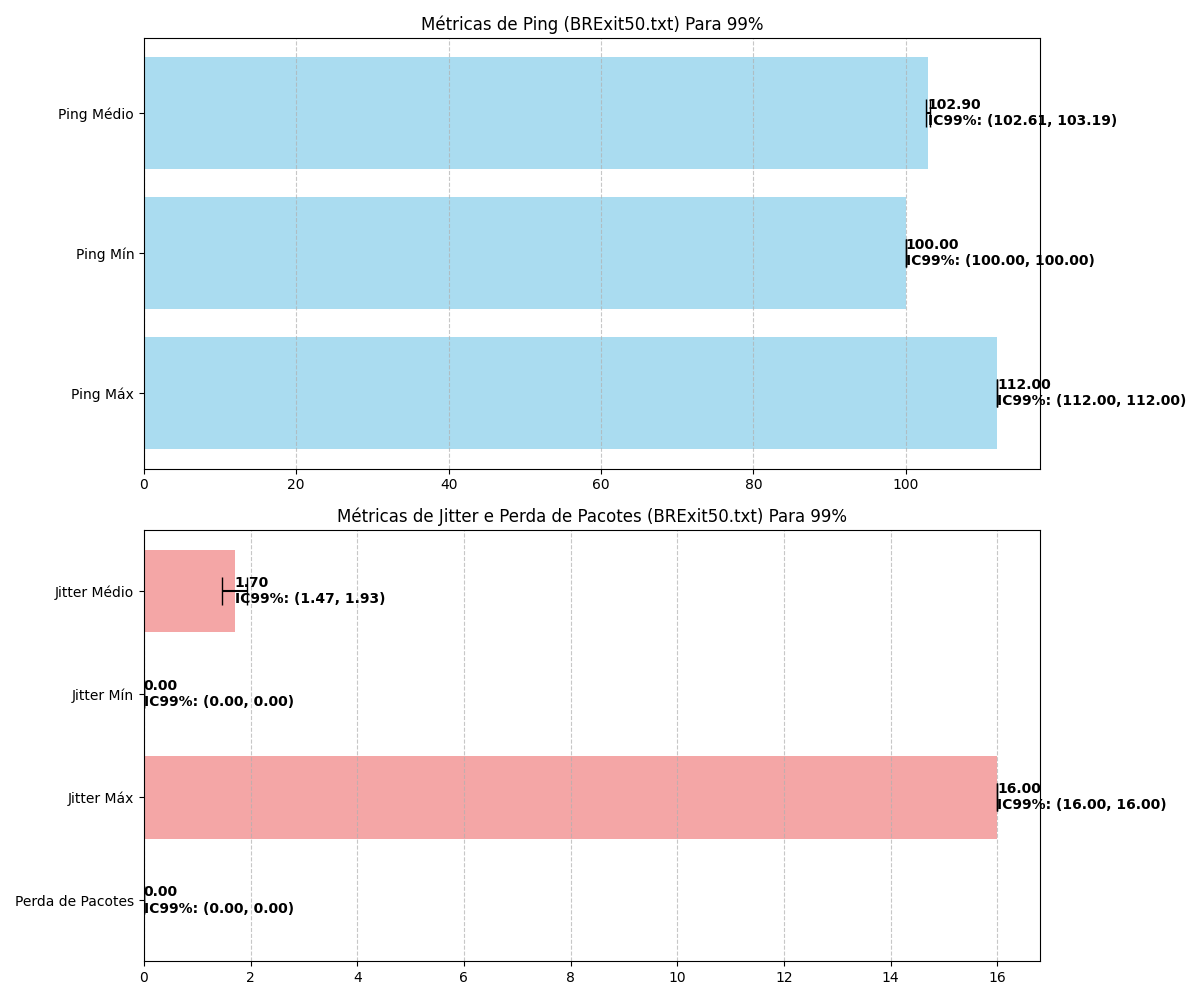 Métricas de Ping (BRExit50.txt) Para 99%
Ping Médio
102.90
IC99%: (102.61, 103.19)
Ping Mín
100.00
IC99%: (100.00, 100.00)
Ping Máx
112.00
IC99%: (112.00, 112.00)
0 20 40 60 80 100
Métricas de Jitter e Perda de Pacotes (BRExit50.txt) Para 99%
Jitter Médio
1.70
IC99%: (1.47, 1.93)
Jitter Mín
0.00
IC99%: (0.00, 0.00)
Jitter Máx
16.00
IC99%: (16.00, 16.00)
Perda de Pacotes
0.00
IC99%: (0.00, 0.00)
0 2 4 6 8 10 12 14 16